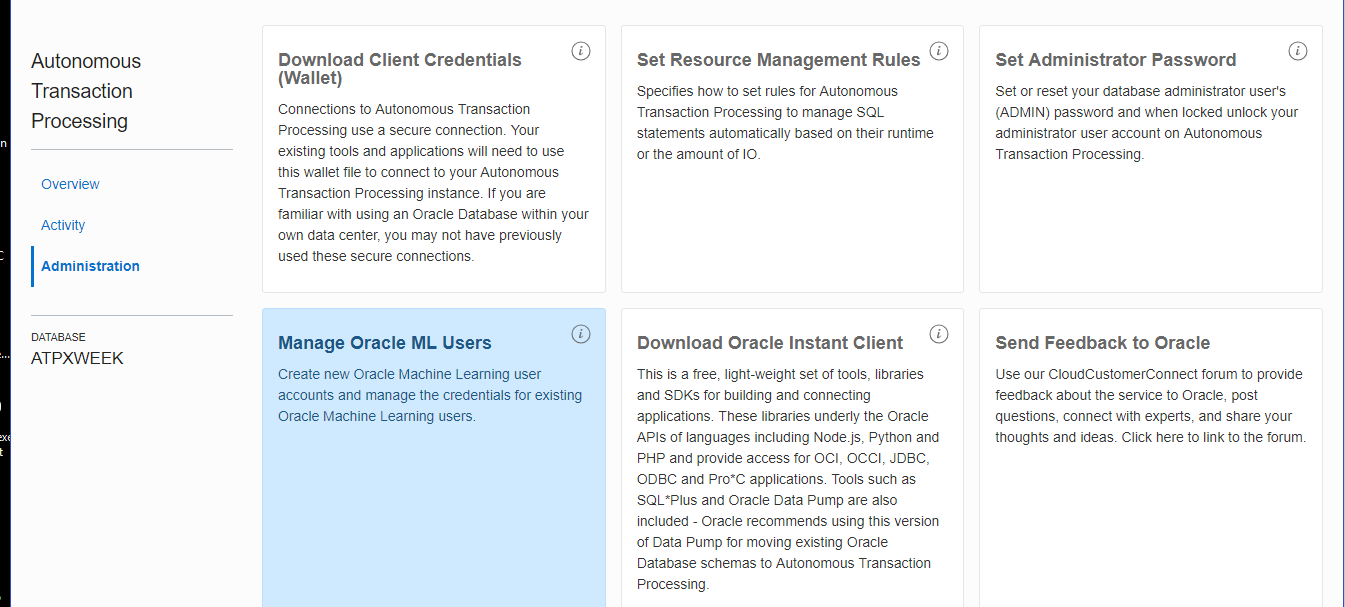 Autonomous
Transaction
Processing
Overview
Activity
Administration
DATABASE
ATPXWEEK
Download Client Credentials
(Wallet)
Connections to Autonomous Transaction
Processing use a secure connection. Your
existing tools and applications will need to use
this wallet file to connect to your Autonomous
Transaction Processing instance. If you are
familiar with using an Oracle Database within your
own data center, you may not have previously
used these secure connections.
Set Resource Management Rules
Specifies how to set rules for Autonomous
Transaction Processing to manage SQL
statements automatically based on their runtime
or the amount of IO.
Set Administrator Password
Set or reset your database administrator user's
(ADMIN) password and when locked unlock your
administrator user account on Autonomous
Transaction Processing.
Manage Oracle ML Users
Create new Oracle Machine Learning user
accounts and manage the credentials for existing
Oracle Machine Learning users.
Download Oracle Instant Client
This is a free, light-weight set of tools, libraries
and SDKs for building and connecting
applications. These libraries underly the Oracle
APIs of languages including Node.js, Python and
PHP and provide access for OCI, OCCI, JDBC,
ODBC and Pro*C applications. Tools such as
SQL*Plus and Oracle Data Pump are also
included - Oracle recommends using this version
of Data Pump for moving existing Oracle
Database schemas to Autonomous Transaction
Processing.
Send Feedback to Oracle
Use our CloudCustomerConnect forum to provide
feedback about the service to Oracle, post
questions, connect with experts, and share your
thoughts and ideas. Click here to link to the forum.